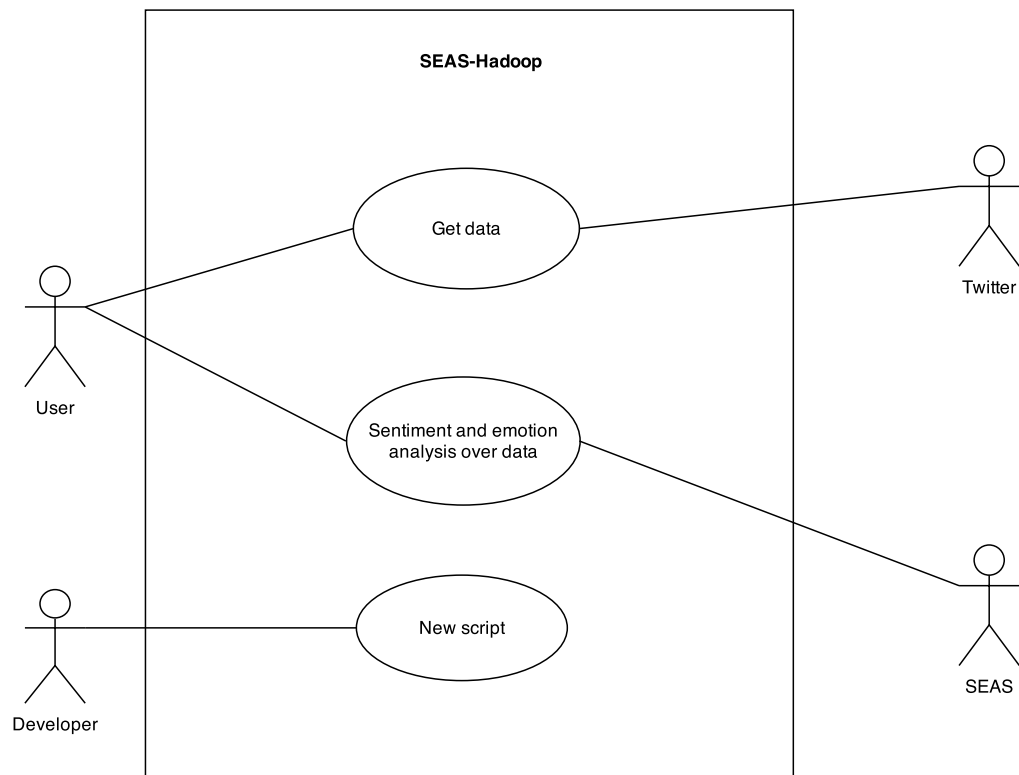 SEAS-Hadoop
Get data
Twitter
User
Sentiment and emotion
analysis over data
New script
SEAS
Developer